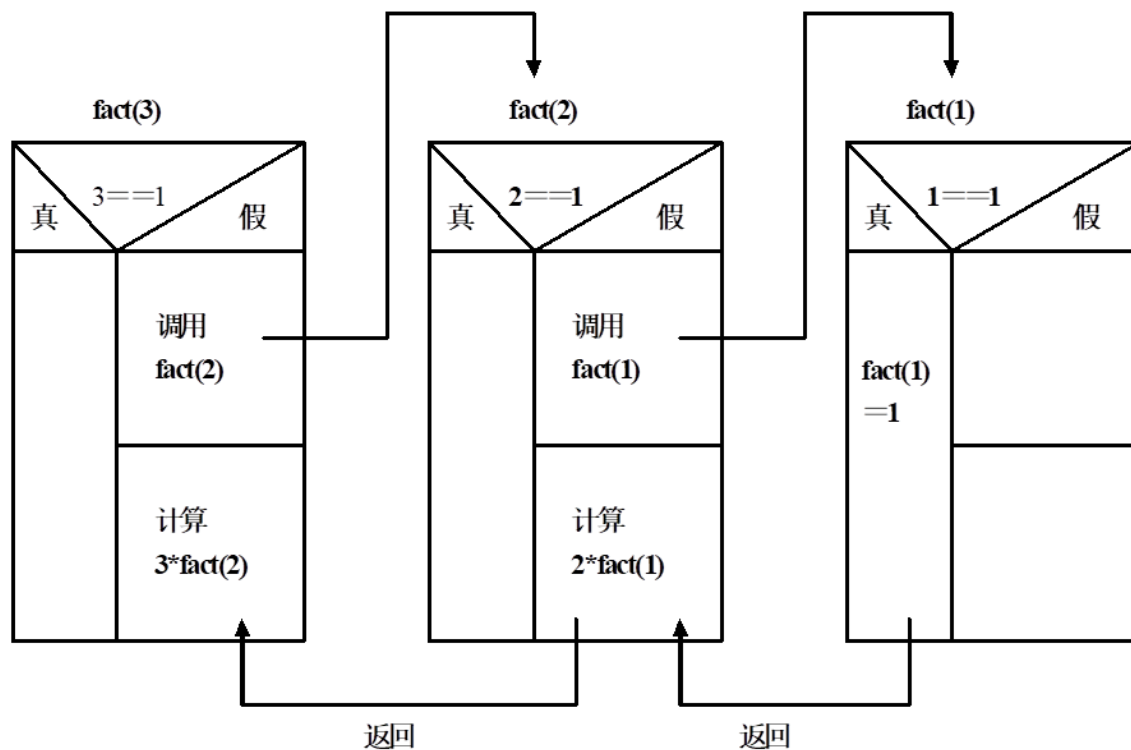 fact(3)
fact(2)
fact(1)
3==1
真
假
2==1
真
假
1==1
真
假
调用
fact(2)
调用
fact(1)
fact(1)
=1
计算
3*fact(2)
计算
2*fact(1)
返回
返回